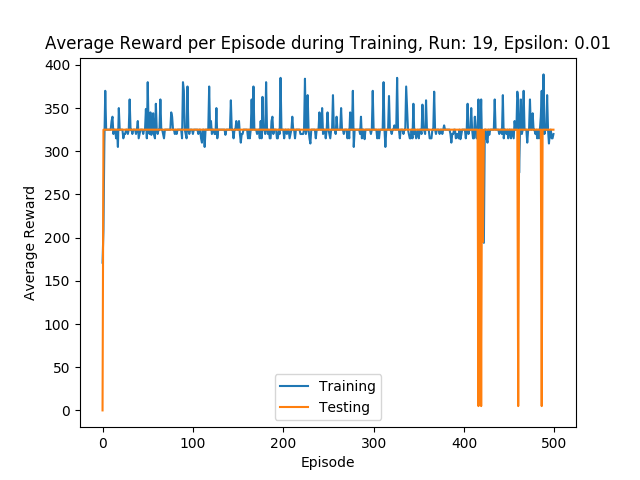 Average Reward per Episode during Training, Run: 19, Epsilon: 0.01
400
350
300
250
200
150
100
50
0
Average Reward
Training
Testing
0 100 200 300 400 500
Episode